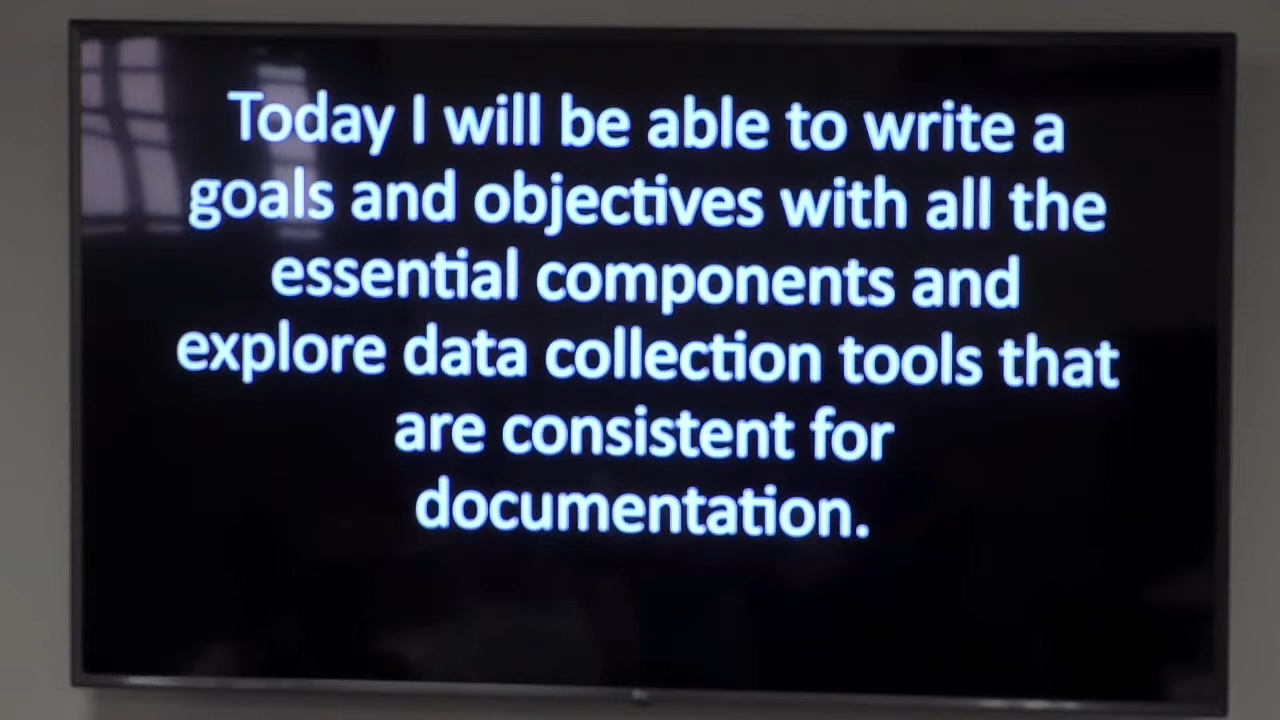 Today I will be able to write a
goals and objectives with all the
essential components and
explore data collection tools that
are consistent for
documentation.